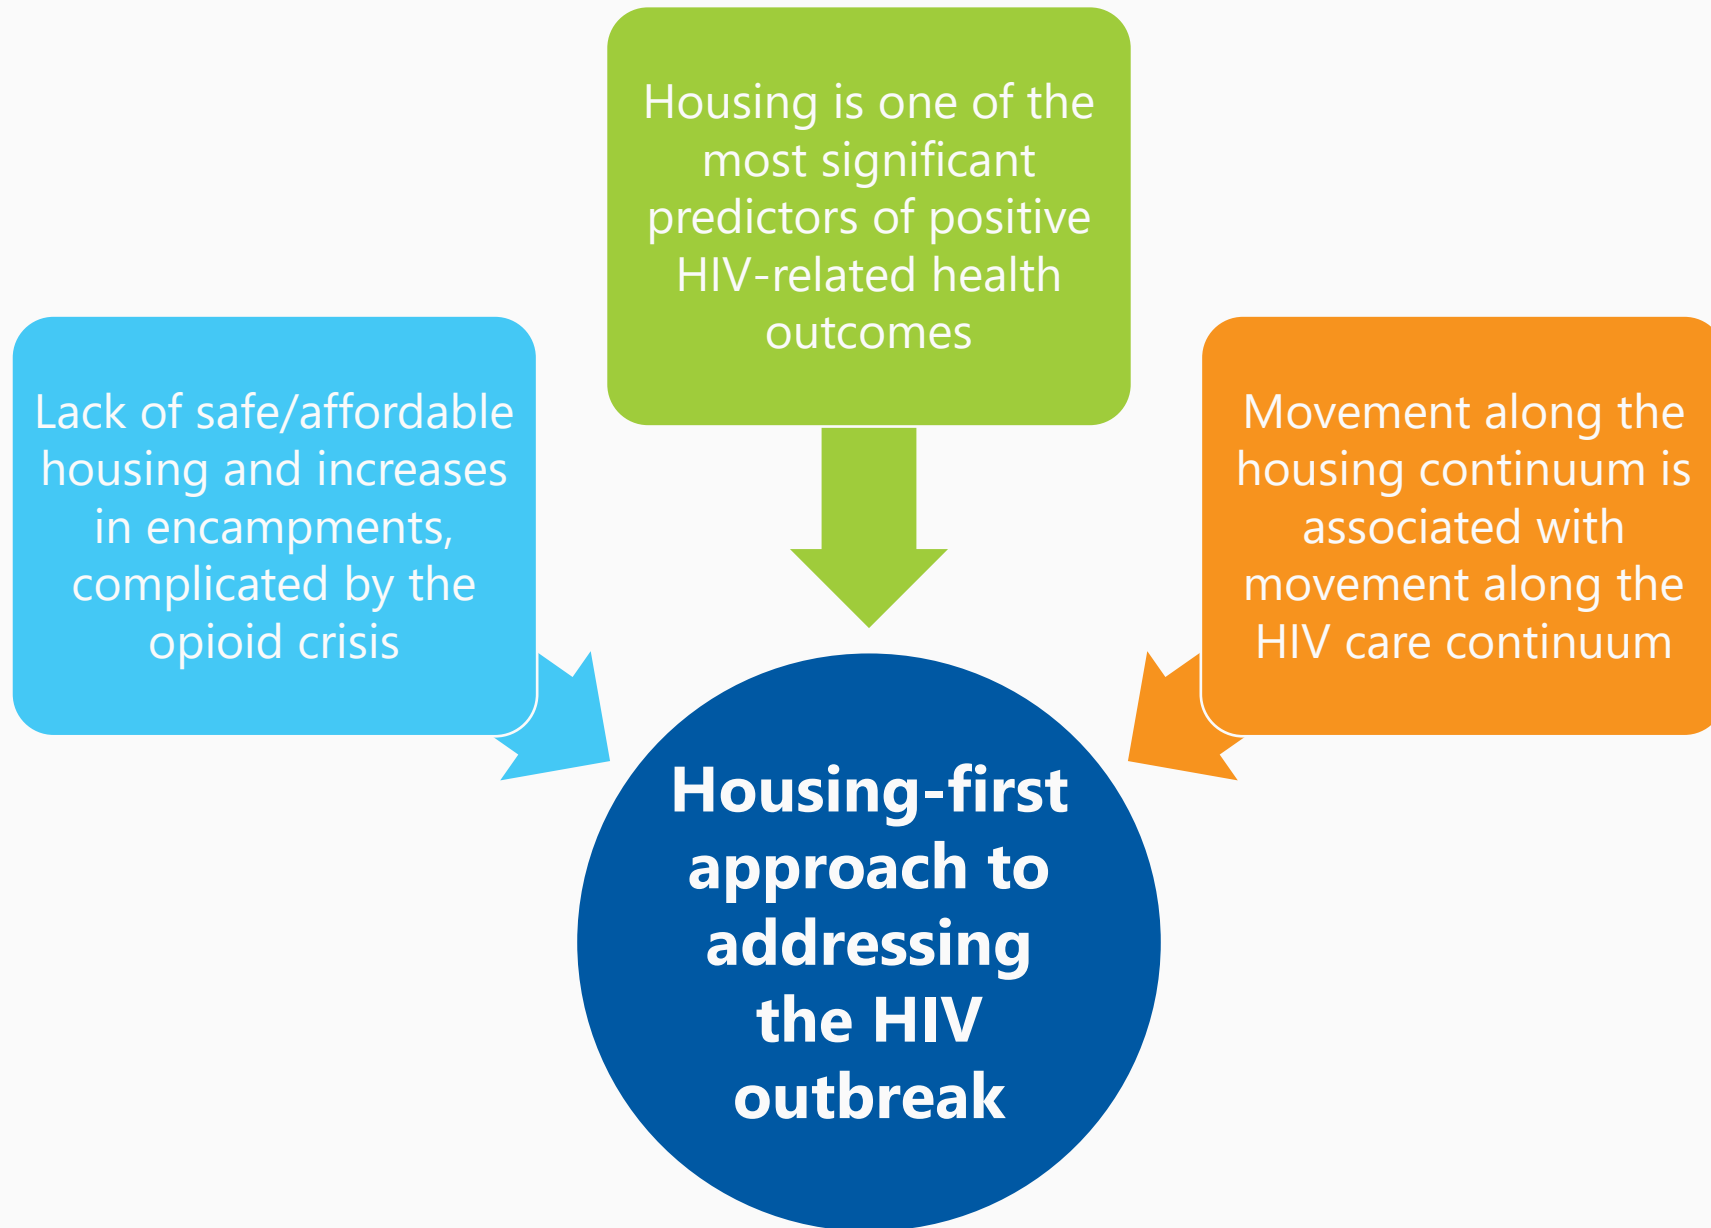 Housing is one of the
most significant
predictors of positive
HIV-related health
outcomes
Lack of safe/affordable
housing and increases
in encampments,
complicated by the
opioid crisis
Movement along the
housing continuum is
associated with
movement along the
HIV care continuum
Housing-first
approach to
addressing
the HIV
outbreak